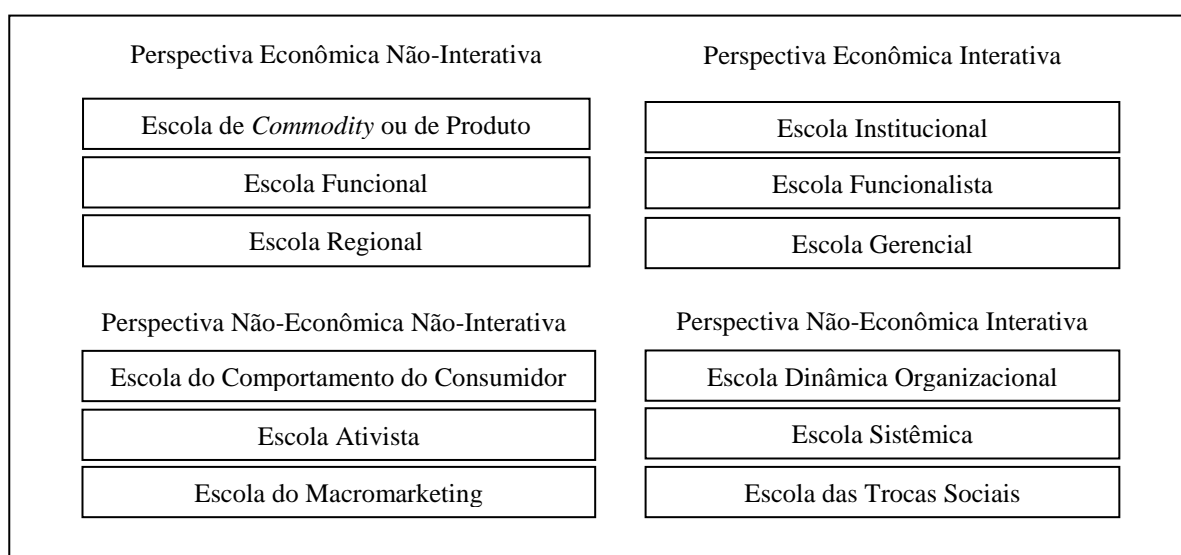 Perspectiva Econômica Não-Interativa
Escola de Commodity ou de Produto
Escola Funcional
Escola Regional
Perspectiva Econômica Interativa
Escola Institucional
Escola Funcionalista
Escola Gerencial
Perspectiva Não-Econômica Não-Interativa
Escola do Comportamento do Consumidor
Escola Ativista
Escola do Macromarketing
Perspectiva Não-Econômica Interativa
Escola Dinâmica Organizacional
Escola Sistêmica
Escola das Trocas Sociais